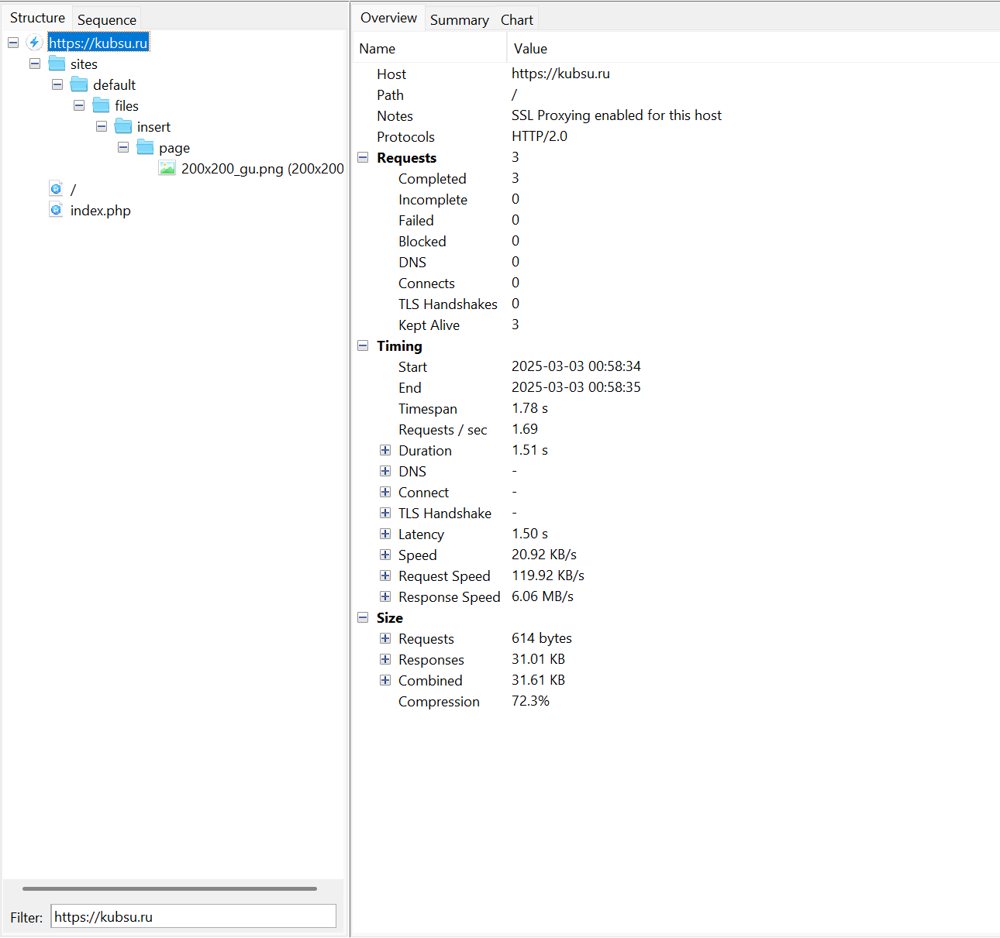 Structure
Sequence
https://kubsu.ru
sites
default
files
insert
page
200x200_gu.png (200x200
/
index.php
Filter:
https://kubsu.ru
Overview
Summary
Chart
Name Value
Host https://kubsu.ru
Path /
Notes SSL Proxying enabled for this host
Protocols HTTP/2.0
Requests 3
Completed 3
Incomplete 0
Failed 0
Blocked 0
DNS 0
Connects 0
TLS Handshakes 0
Kept Alive 3
Timing
Start 2025-03-03 00:58:34
End 2025-03-03 00:58:35
Timespan 1.78 s
Requests / sec 1.69
Duration 1.51 s
DNS -
Connect -
TLS Handshake -
Latency 1.50 s
Speed 20.92 KB/s
Request Speed 119.92 KB/s
Response Speed 6.06 MB/s
Size
Requests 614 bytes
Responses 31.01 KB
Combined 31.61 KB
Compression 72.3%